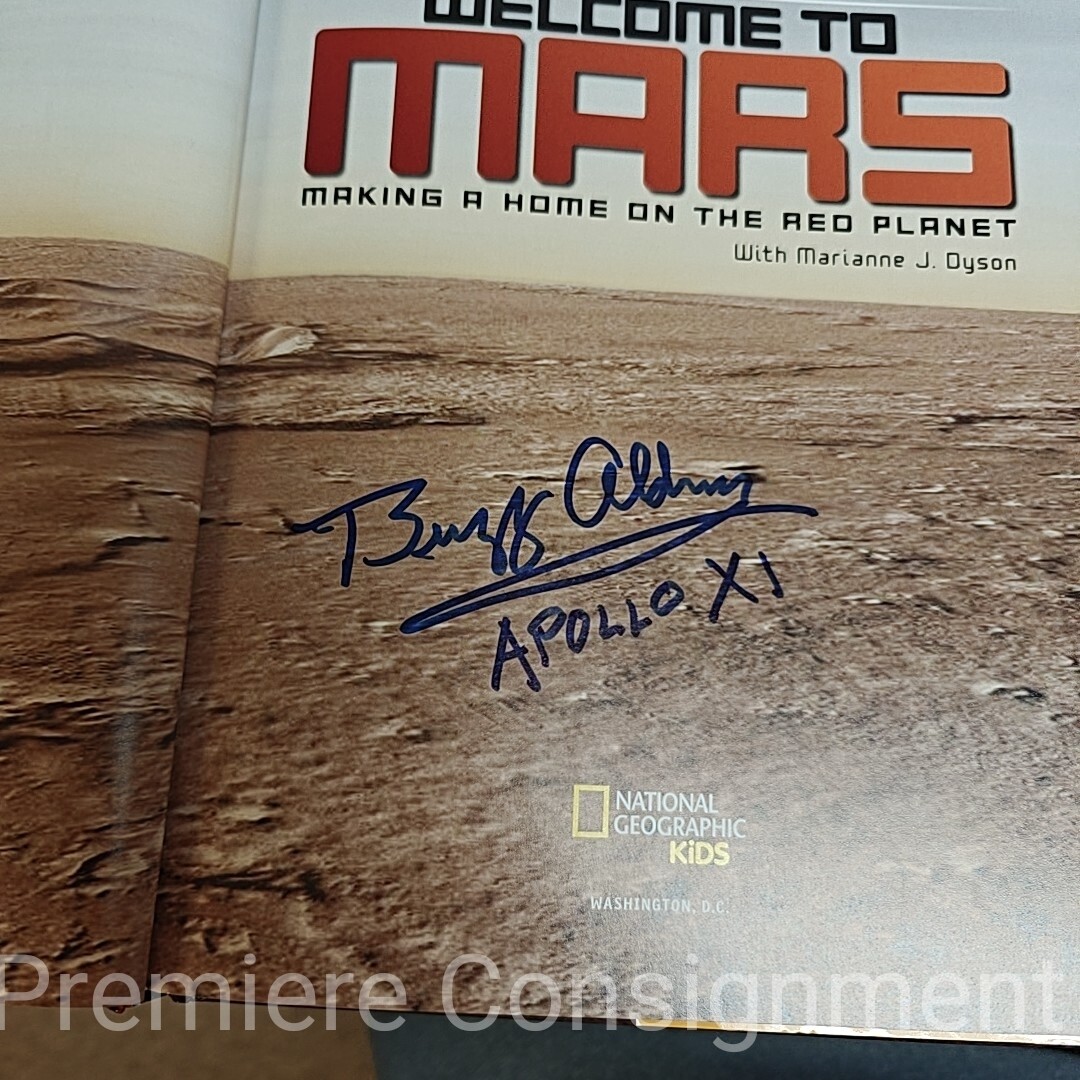 WELCOME TO
MARS
MAKING A HOME ON THE RED PLANET
With Marianne J. Dyson
Buzz Aldrin
APOLLO XI
NATIONAL
GEOGRAPHIC
KiDS
WASHINGTON, D.C.
Premiere Consignment